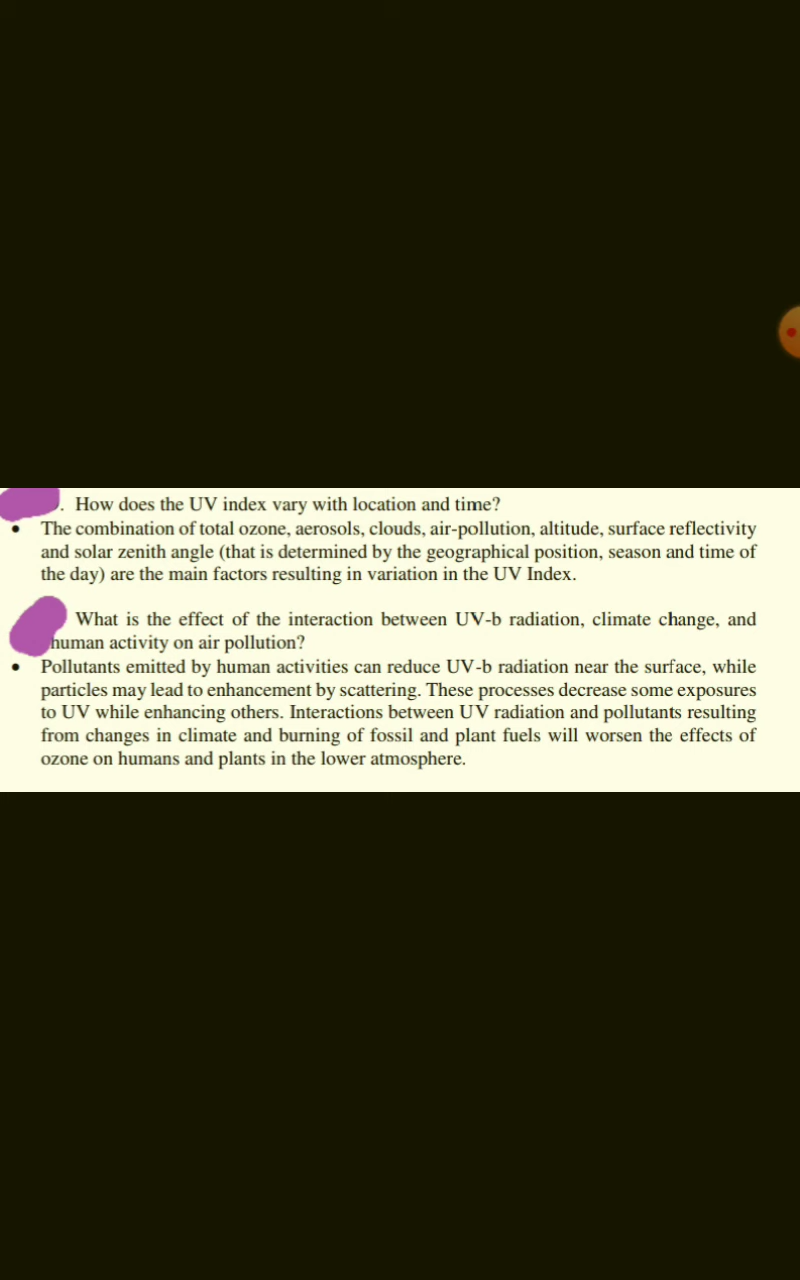 . How does the UV index vary with location and time?
• The combination of total ozone, aerosols, clouds, air-pollution, altitude, surface reflectivity
and solar zenith angle (that is determined by the geographical position, season and time of
the day) are the main factors resulting in variation in the UV Index.
What is the effect of the interaction between UV-b radiation, climate change, and
human activity on air pollution?
• Pollutants emitted by human activities can reduce UV-b radiation near the surface, while
particles may lead to enhancement by scattering. These processes decrease some exposures
to UV while enhancing others. Interactions between UV radiation and pollutants resulting
from changes in climate and burning of fossil and plant fuels will worsen the effects of
ozone on humans and plants in the lower atmosphere.